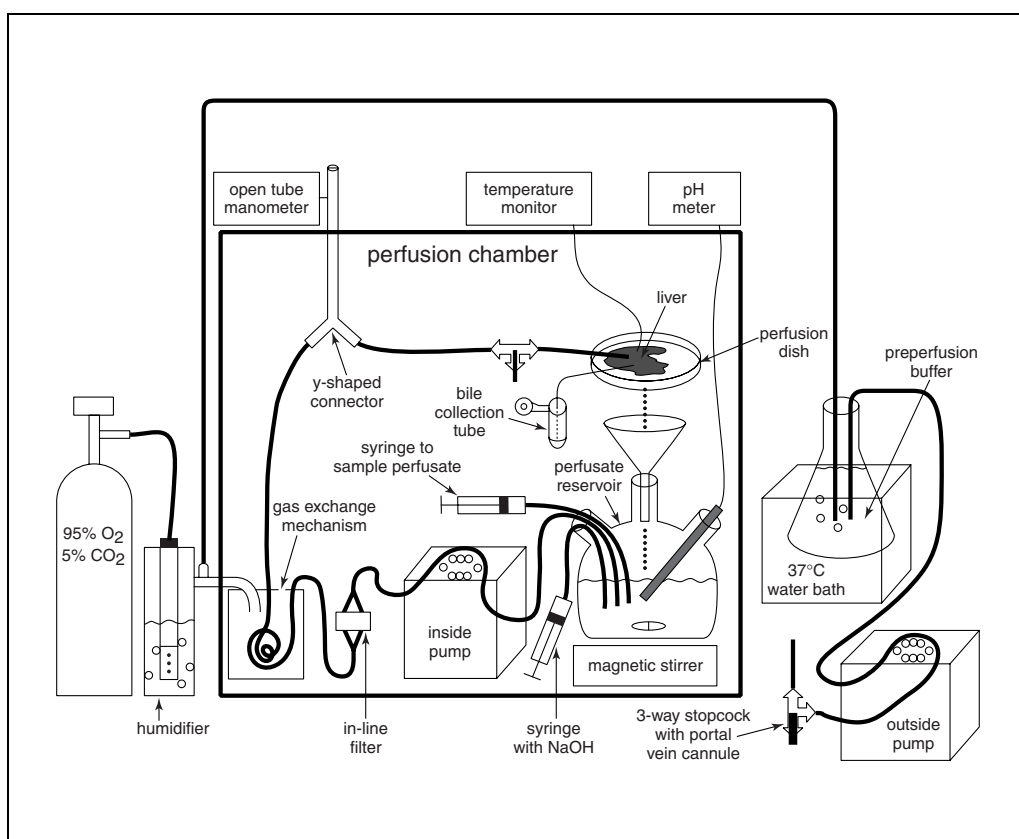 open tube
manometer
temperature
monitor
pH
meter
perfusion chamber
liver
perfusion
dish
preperfusion
buffer
y-shaped
connector
bile
collection
tube
syringe to
sample perfusate
perfusate
reservoir
gas exchange
mechanism
95% O₂
5% CO₂
37°C
water bath
inside
pump
magnetic stirrer
humidifier
in-line
filter
syringe
with NaOH
3-way stopcock
with portal
vein cannule
outside
pump